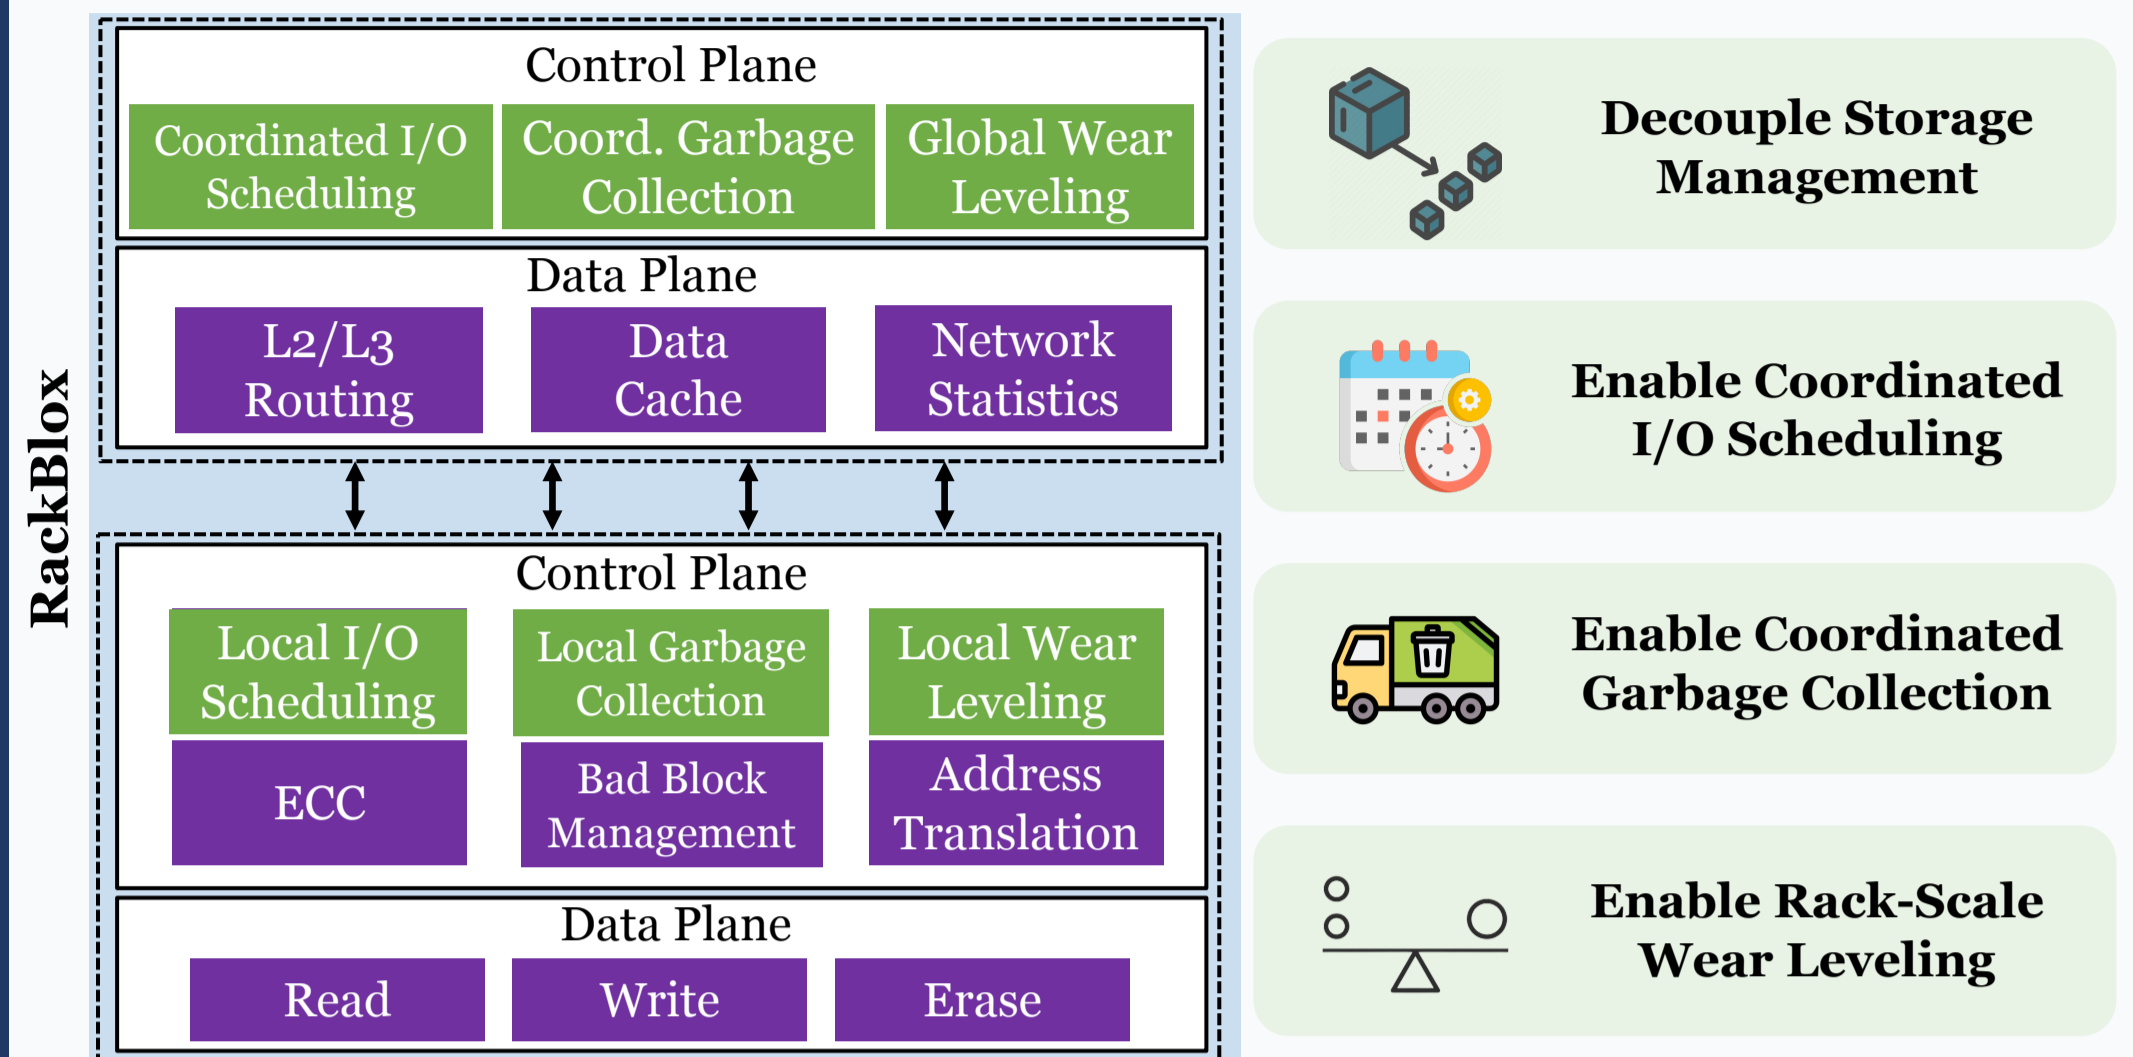 RackBlox
Control Plane
Coordinated I/O
Scheduling
Coord. Garbage
Collection
Global Wear
Leveling
Data Plane
L2/L3
Routing
Data
Cache
Network
Statistics
Control Plane
Local I/O
Scheduling
Local Garbage
Collection
Local Wear
Leveling
ECC
Bad Block
Management
Address
Translation
Data Plane
Read
Write
Erase
Decouple Storage
Management
Enable Coordinated
I/O Scheduling
Enable Coordinated
Garbage Collection
Enable Rack-Scale
Wear Leveling